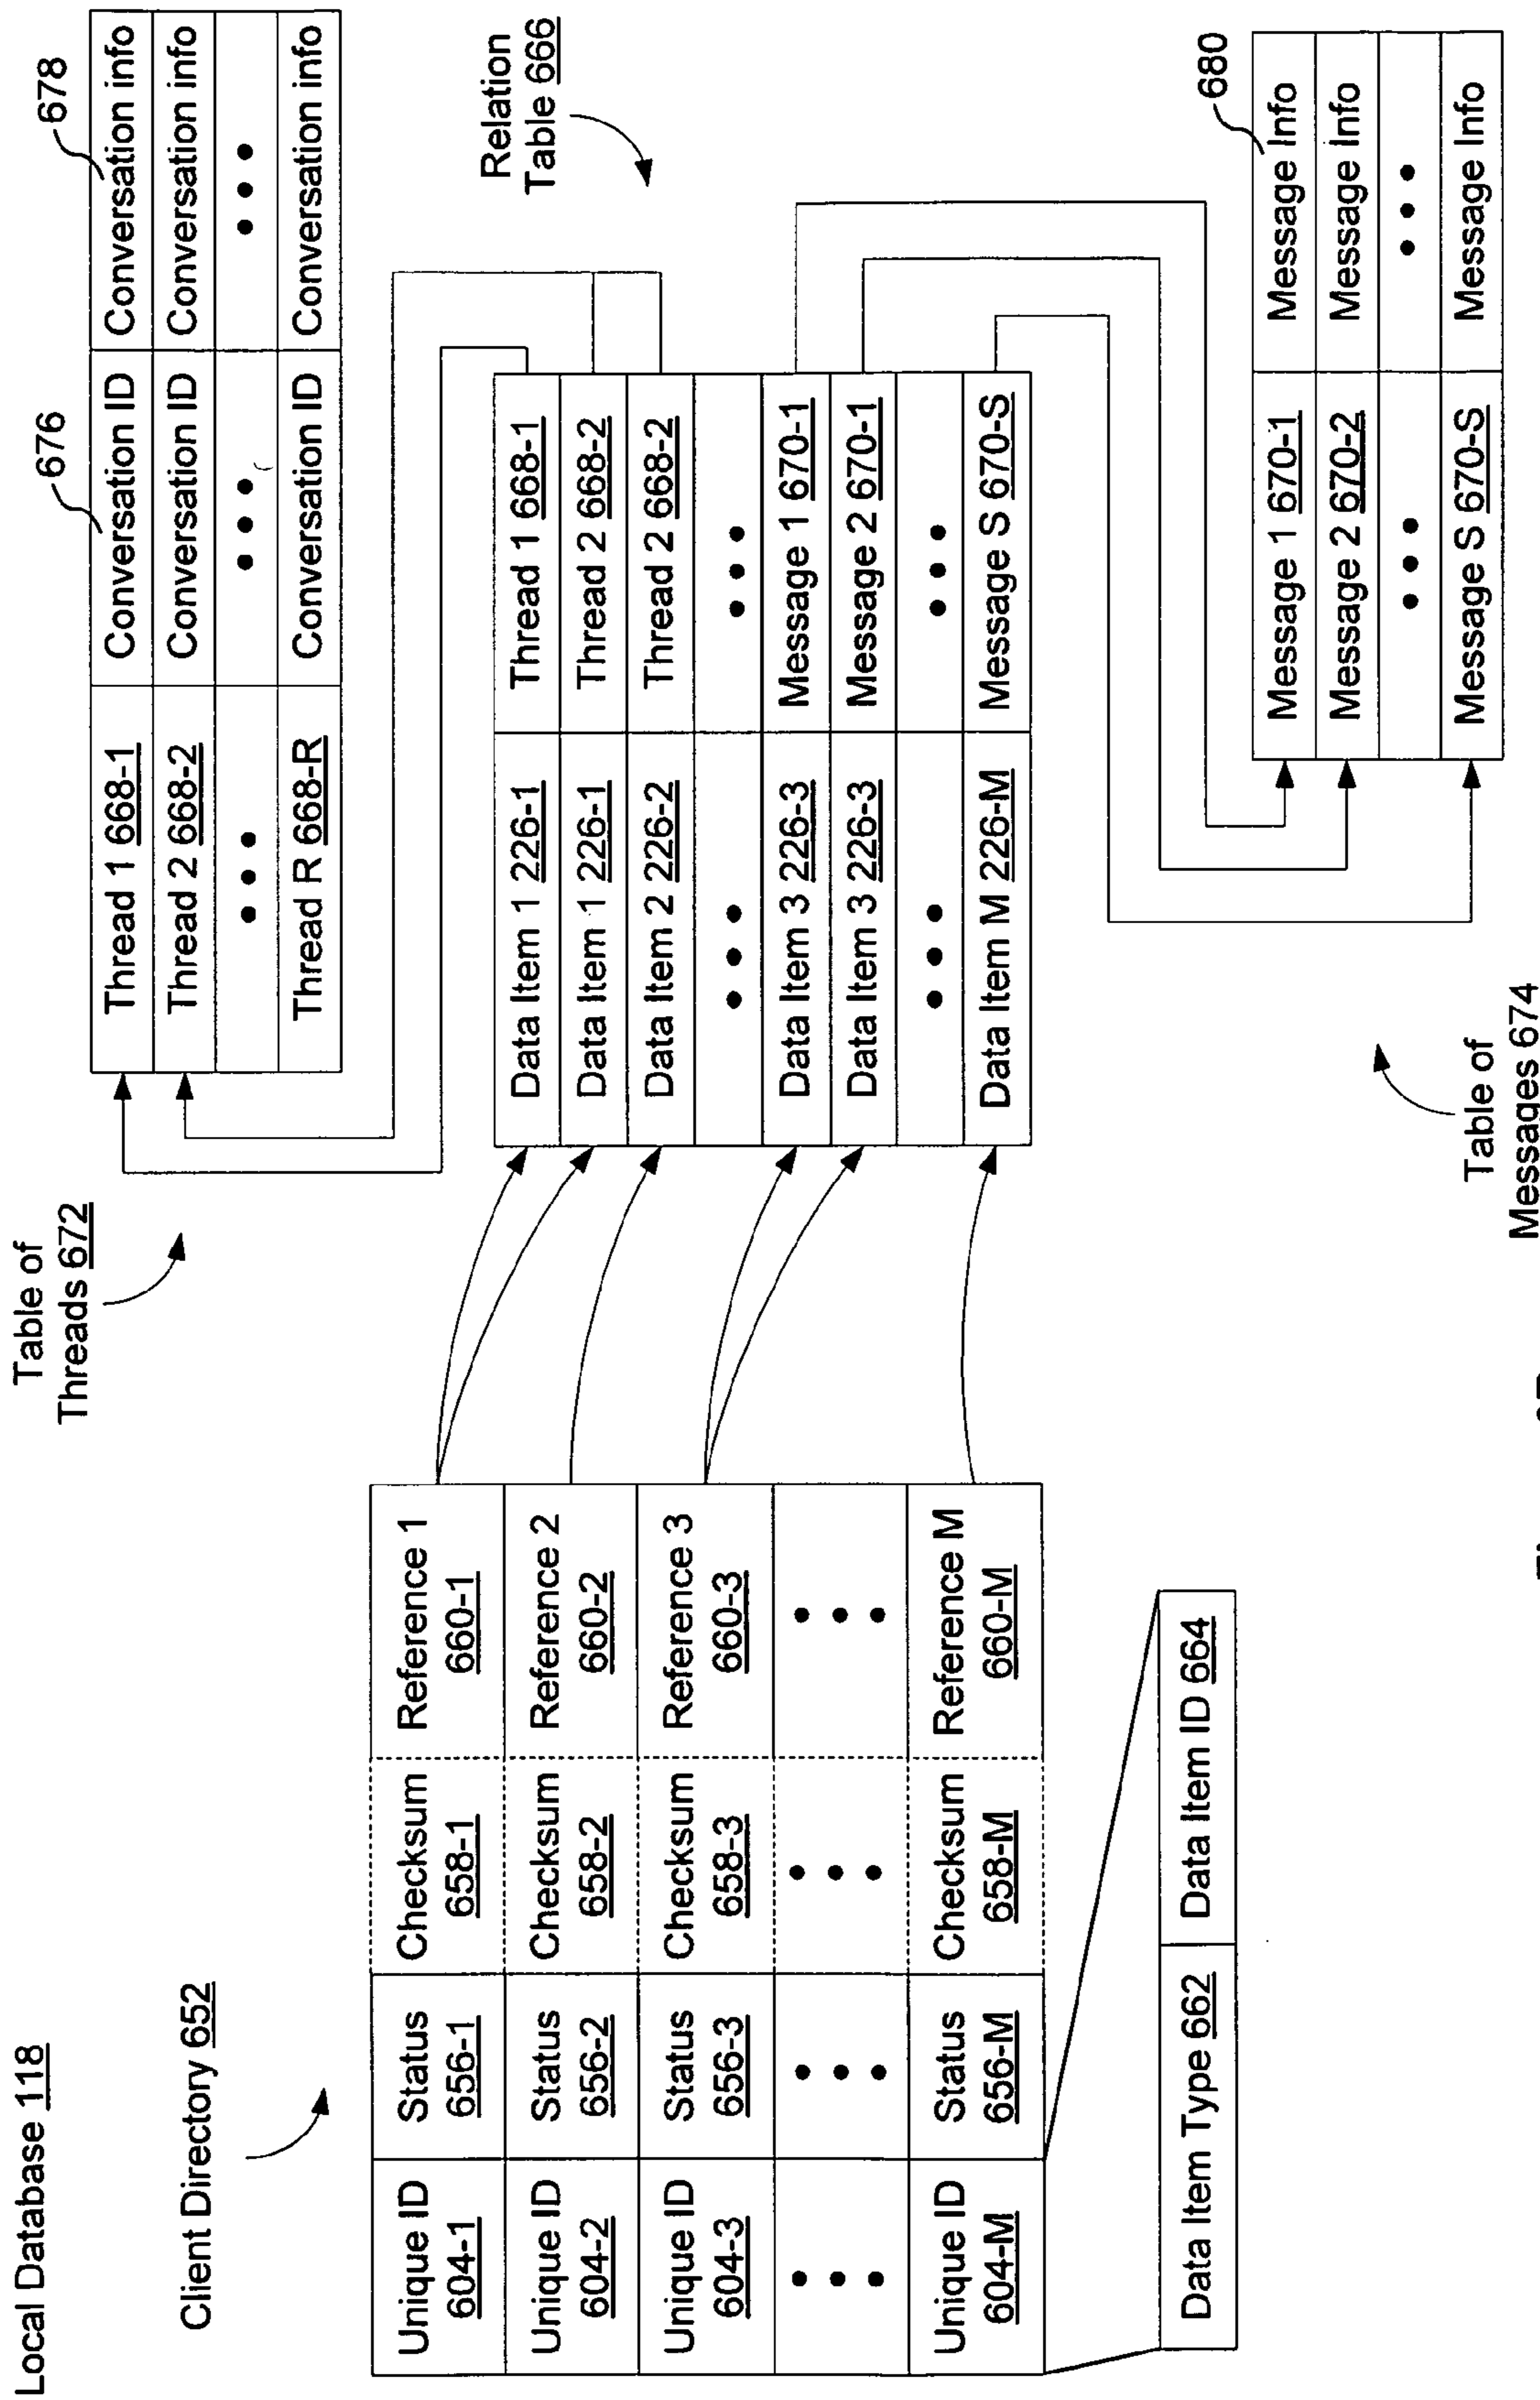 Local Database 118
Client Directory 652
Unique ID
604-1
Status
656-1
Checksum
658-1
Reference 1
660-1
Unique ID
604-2
Status
656-2
Checksum
658-2
Reference 2
660-2
Unique ID
604-3
Status
656-3
Checksum
658-3
Reference 3
660-3
Unique ID
604-M
Status
656-M
Checksum
658-M
Reference M
660-M
Data Item Type 662
Data Item ID 664
Table of
Threads 672
676
678
Thread 1 668-1 Conversation ID Conversation info
Thread 2 668-2 Conversation ID Conversation info
Thread R 668-R Conversation ID Conversation info
Relation
Table 666
Data Item 1 226-1 Thread 1 668-1
Data Item 1 226-1 Thread 2 668-2
Data Item 2 226-2 Thread 2 668-2
Data Item 3 226-3 Message 1 670-1
Data Item 3 226-3 Message 2 670-1
Data Item M 226-M Message S 670-S
Table of
Messages 674
680
Message 1 670-1 Message Info
Message 2 670-2 Message Info
Message S 670-S Message Info